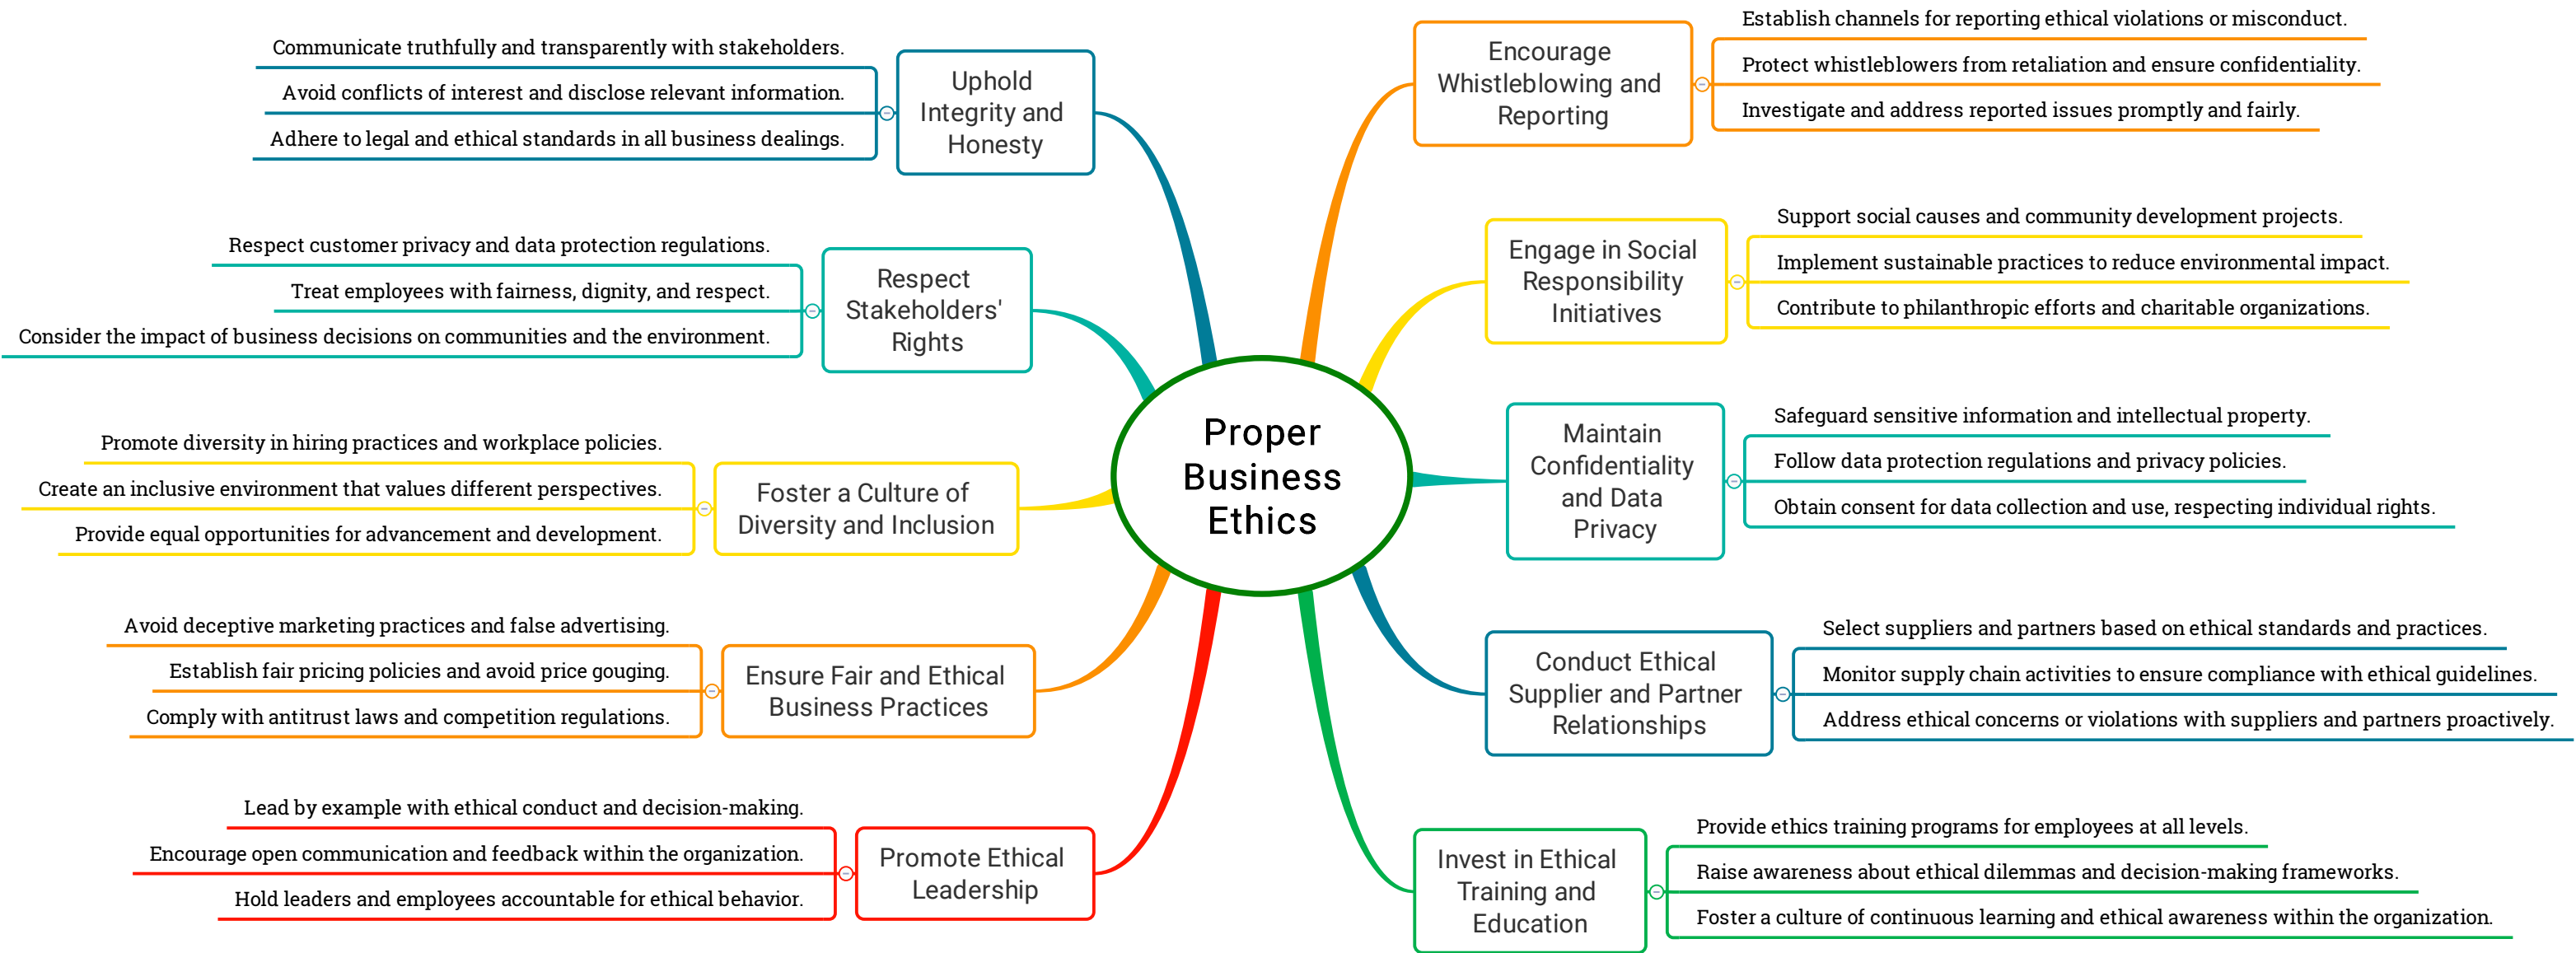 Proper
Business
Ethics
Uphold
Integrity and
Honesty
Communicate truthfully and transparently with stakeholders.
Avoid conflicts of interest and disclose relevant information.
Adhere to legal and ethical standards in all business dealings.
Respect
Stakeholders'
Rights
Respect customer privacy and data protection regulations.
Treat employees with fairness, dignity, and respect.
Consider the impact of business decisions on communities and the environment.
Foster a Culture of
Diversity and Inclusion
Promote diversity in hiring practices and workplace policies.
Create an inclusive environment that values different perspectives.
Provide equal opportunities for advancement and development.
Ensure Fair and Ethical
Business Practices
Avoid deceptive marketing practices and false advertising.
Establish fair pricing policies and avoid price gouging.
Comply with antitrust laws and competition regulations.
Promote Ethical
Leadership
Lead by example with ethical conduct and decision-making.
Encourage open communication and feedback within the organization.
Hold leaders and employees accountable for ethical behavior.
Encourage
Whistleblowing and
Reporting
Establish channels for reporting ethical violations or misconduct.
Protect whistleblowers from retaliation and ensure confidentiality.
Investigate and address reported issues promptly and fairly.
Engage in Social
Responsibility
Initiatives
Support social causes and community development projects.
Implement sustainable practices to reduce environmental impact.
Contribute to philanthropic efforts and charitable organizations.
Maintain
Confidentiality
and Data
Privacy
Safeguard sensitive information and intellectual property.
Follow data protection regulations and privacy policies.
Obtain consent for data collection and use, respecting individual rights.
Conduct Ethical
Supplier and Partner
Relationships
Select suppliers and partners based on ethical standards and practices.
Monitor supply chain activities to ensure compliance with ethical guidelines.
Address ethical concerns or violations with suppliers and partners proactively.
Invest in Ethical
Training and
Education
Provide ethics training programs for employees at all levels.
Raise awareness about ethical dilemmas and decision-making frameworks.
Foster a culture of continuous learning and ethical awareness within the organization.